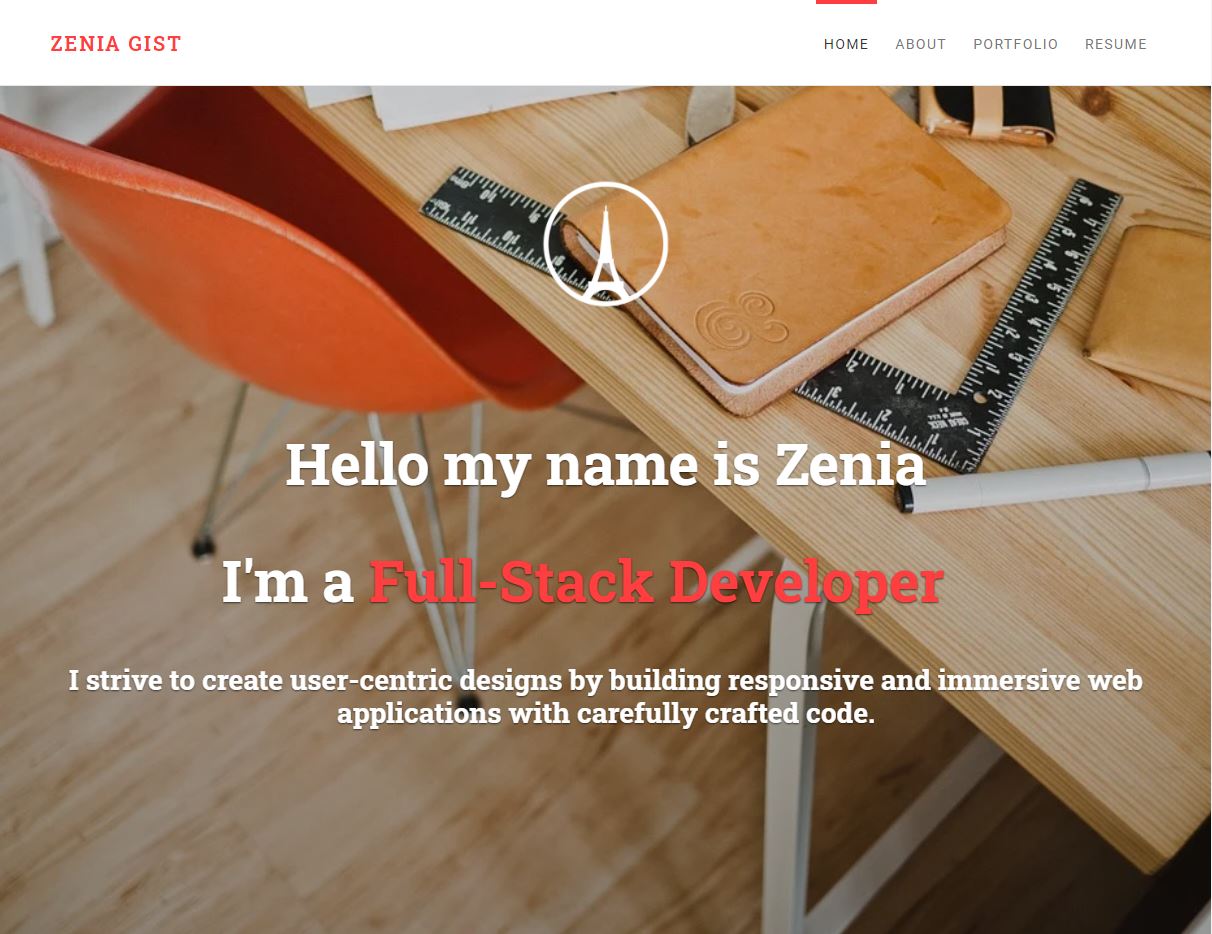 ZENIA GIST
HOME ABOUT PORTFOLIO RESUME
Hello my name is Zenia
I'm a Full-Stack Developer
I strive to create user-centric designs by building responsive and immersive web
applications with carefully crafted code.